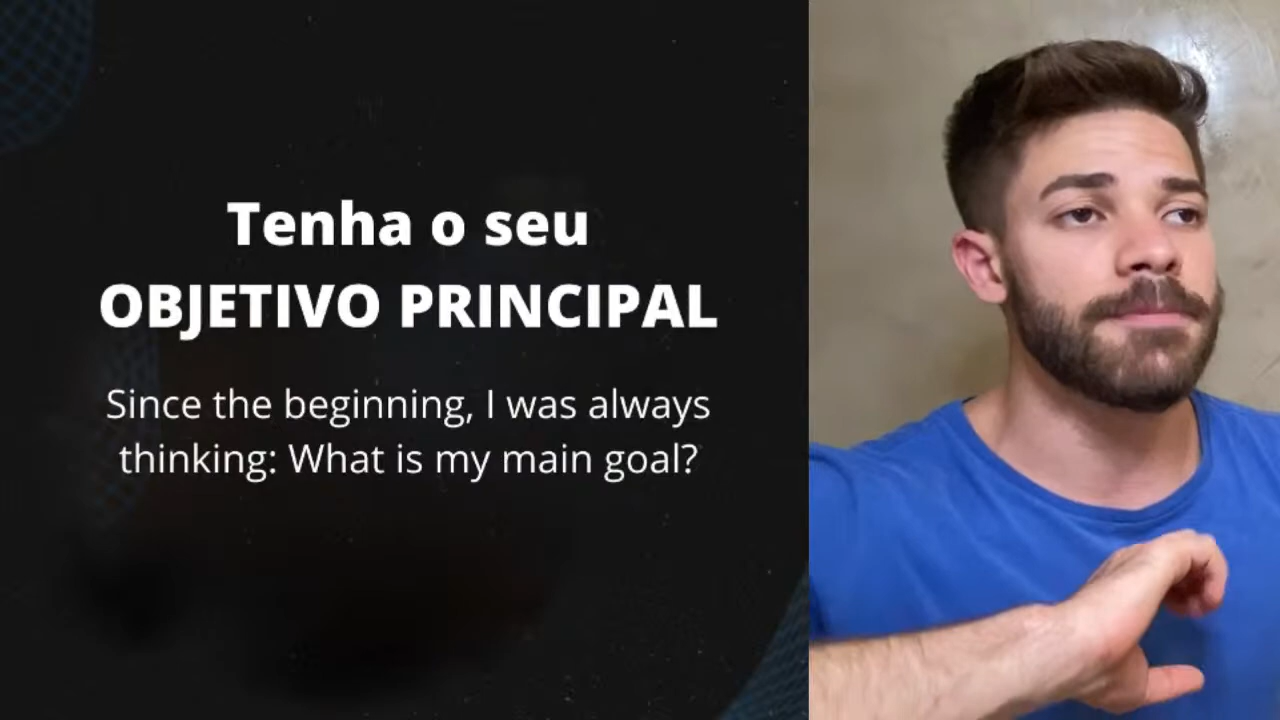 Tenha o seu
OBJETIVO PRINCIPAL
Since the beginning, I was always
thinking: What is my main goal?